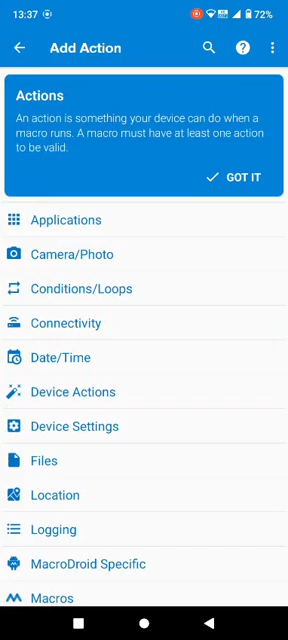 13:37
72%
Add Action
Actions
An action is something your device can do when a
macro runs. A macro must have at least one action
to be valid.
GOT IT
Applications
Camera/Photo
Conditions/Loops
Connectivity
Date/Time
Device Actions
Device Settings
Files
Location
Logging
MacroDroid Specific
Macros